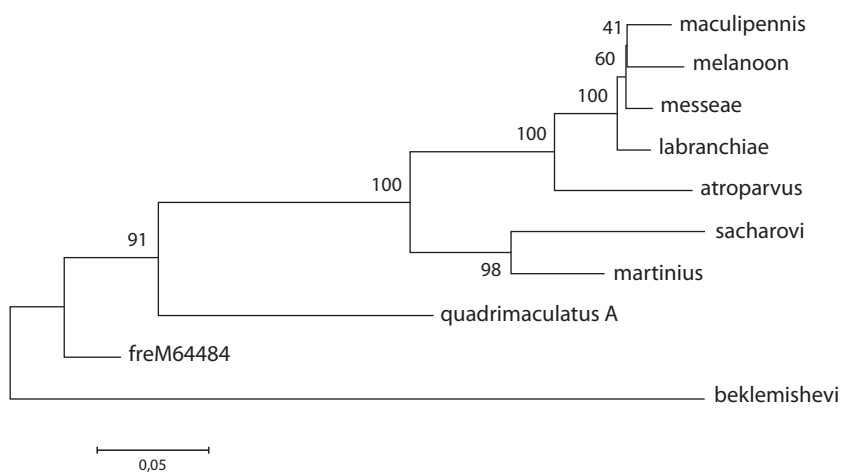 41
maculipennis
60
melanoon
100
messeae
100
labranchiae
100
atroparvus
91
sacharovi
98
martinius
quadrimaculatus A
freM64484
beklemishevi
0,05